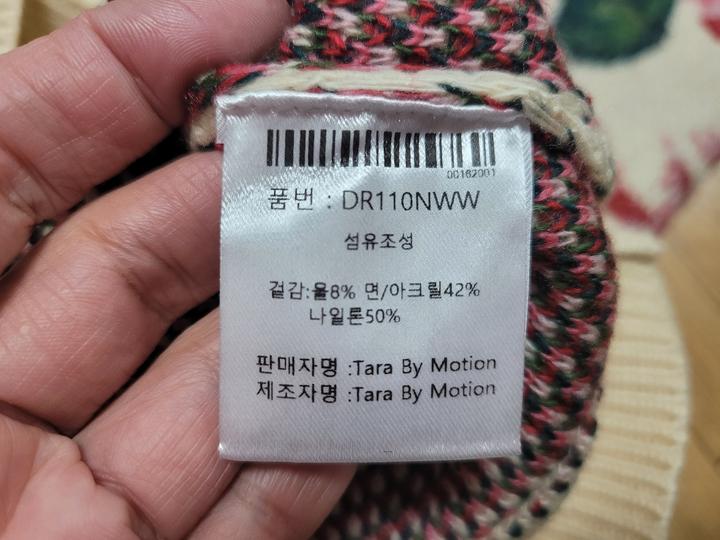 00162001
품번 : DR110NWW
섬유조성
겉감:울8% 면/아크릴42%
나일론50%
판매자명 :Tara By Motion
제조자명 :Tara By Motion